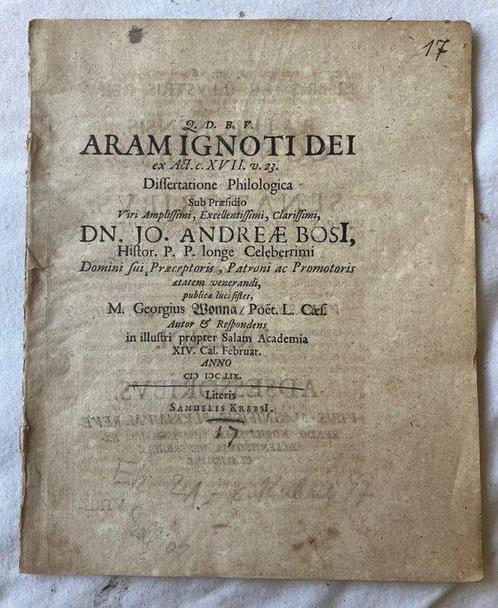 17
Q. D. B. V.
ARAM IGNOTI DEI
ex Act. c. XVII. v. 23.
Dissertatione Philologica
Sub Præsidio
Viri Amplissimi, Excellentissimi, Clarissimi,
DN. JO. ANDREÆ BOSI,
Histor. P. P. longe Celeberrimi
Domini sui, Præceptoris, Patroni ac Promotoris
ætatem venerandi,
publicæ luci sistet,
M. Georgius Wonna / Poët. L. Cæs.
Autor & Respondens
in illustri propter Salam Academia
XIV. Cal. Februar.
ANNO
CIↃ IↃC LIX.
Literis
SAMUELIS KREBSI.
17